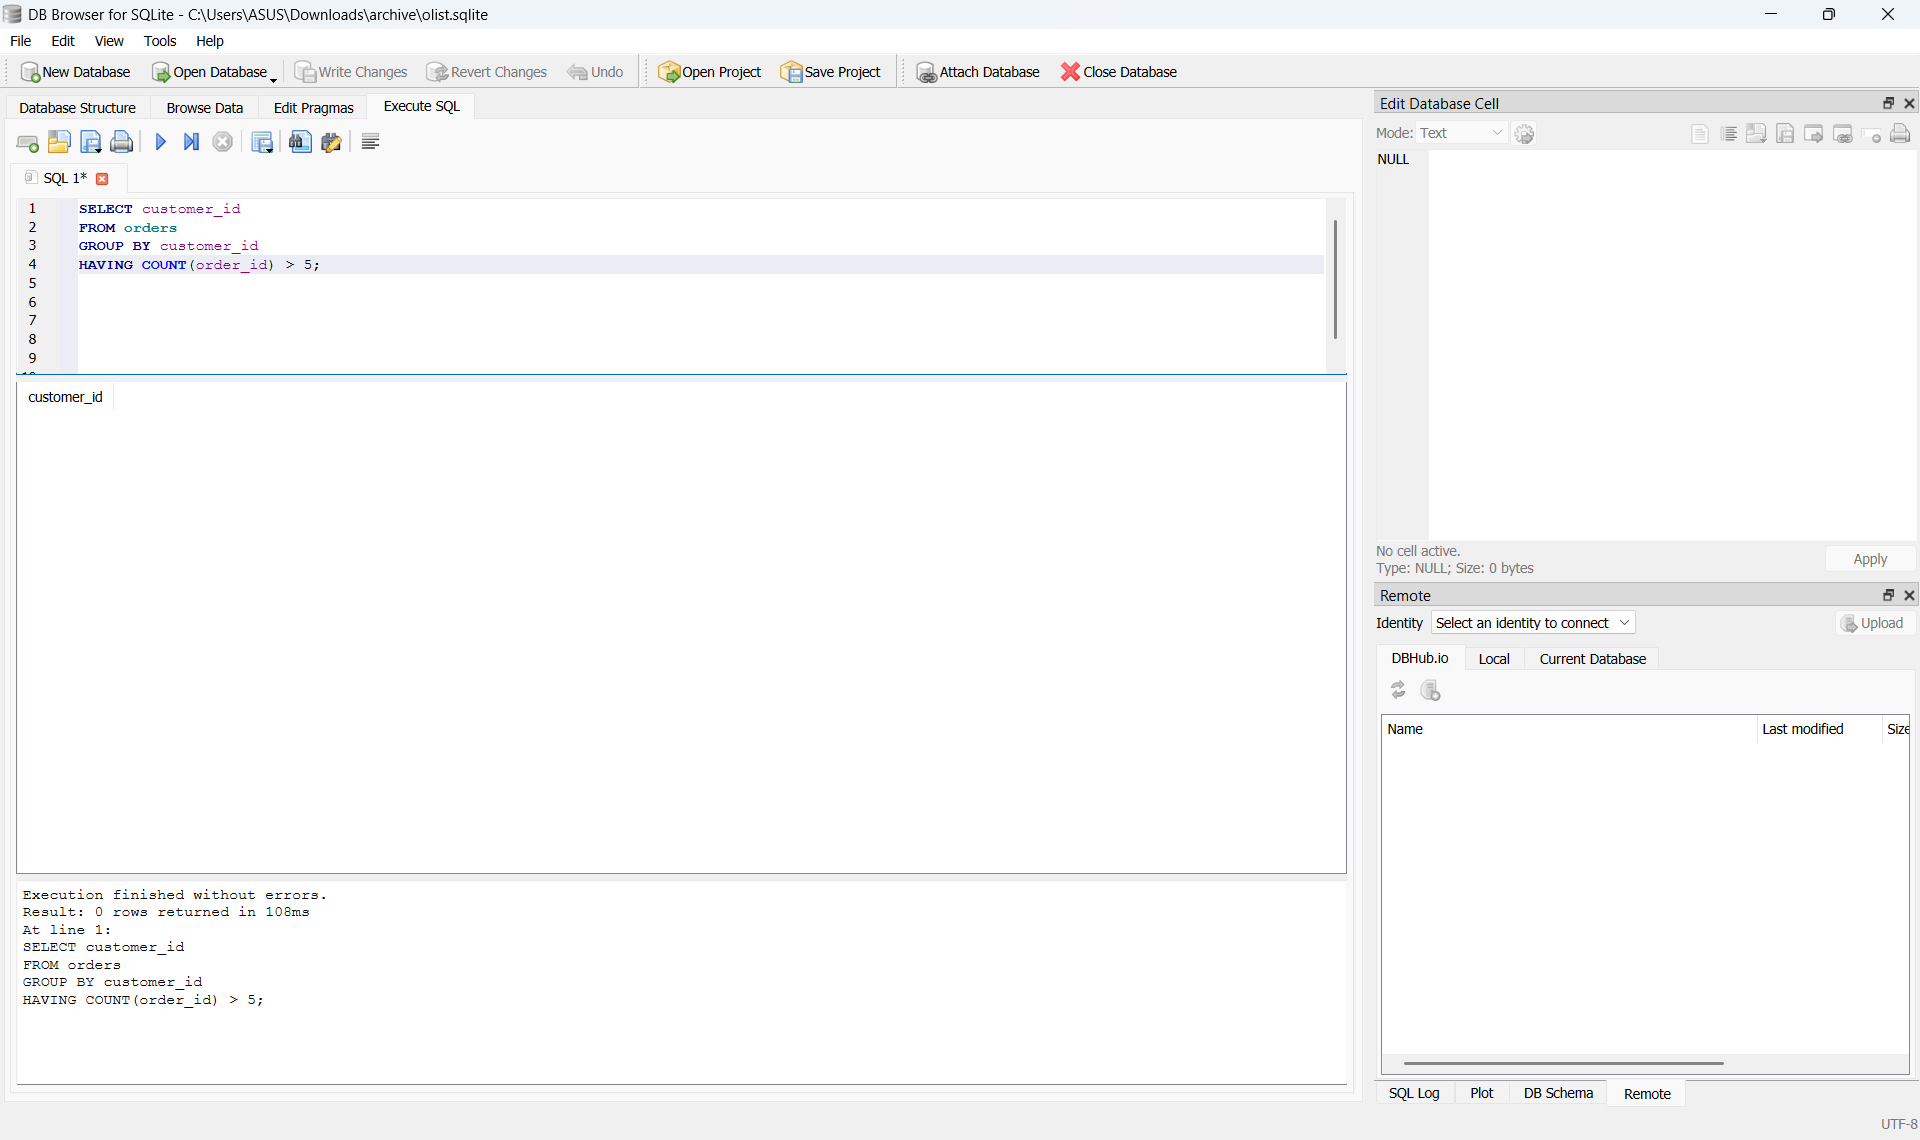 DB Browser for SQLite - C:\Users\ASUS\Downloads\archive\olist.sqlite
File Edit View Tools Help
New Database Open Database Write Changes Revert Changes Undo Open Project Save Project Attach Database Close Database
Database Structure Browse Data Edit Pragmas Execute SQL
SQL 1*
1 SELECT customer_id
2 FROM orders
3 GROUP BY customer_id
4 HAVING COUNT(order_id) > 5;
5
6
7
8
9
customer_id
Execution finished without errors.
Result: 0 rows returned in 108ms
At line 1:
SELECT customer_id
FROM orders
GROUP BY customer_id
HAVING COUNT(order_id) > 5;
Edit Database Cell
Mode: Text
NULL
No cell active.
Type: NULL; Size: 0 bytes
Apply
Remote
Identity Select an identity to connect Upload
DBHub.io Local Current Database
Name Last modified Size
SQL Log Plot DB Schema Remote
UTF-8